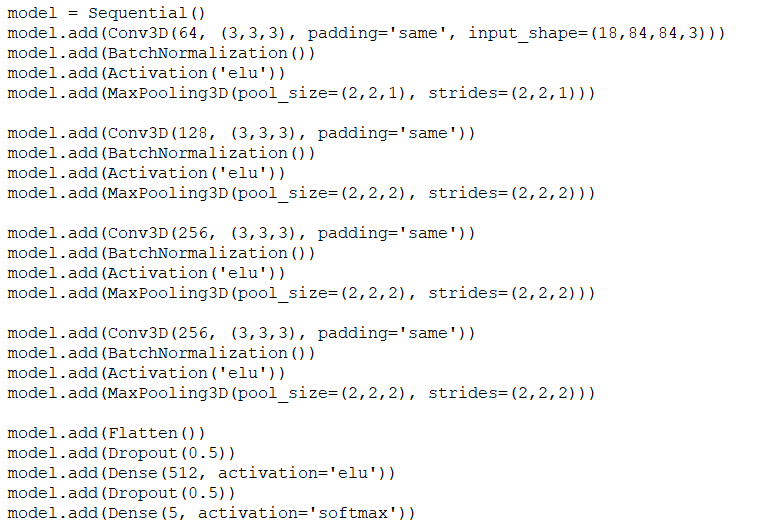 model = Sequential()
model.add(Conv3D(64, (3,3,3), padding='same', input_shape=(18,84,84,3)))
model.add(BatchNormalization())
model.add(Activation('elu'))
model.add(MaxPooling3D(pool_size=(2,2,1), strides=(2,2,1)))

model.add(Conv3D(128, (3,3,3), padding='same'))
model.add(BatchNormalization())
model.add(Activation('elu'))
model.add(MaxPooling3D(pool_size=(2,2,2), strides=(2,2,2)))

model.add(Conv3D(256, (3,3,3), padding='same'))
model.add(BatchNormalization())
model.add(Activation('elu'))
model.add(MaxPooling3D(pool_size=(2,2,2), strides=(2,2,2)))

model.add(Conv3D(256, (3,3,3), padding='same'))
model.add(BatchNormalization())
model.add(Activation('elu'))
model.add(MaxPooling3D(pool_size=(2,2,2), strides=(2,2,2)))

model.add(Flatten())
model.add(Dropout(0.5))
model.add(Dense(512, activation='elu'))
model.add(Dropout(0.5))
model.add(Dense(5, activation='softmax'))